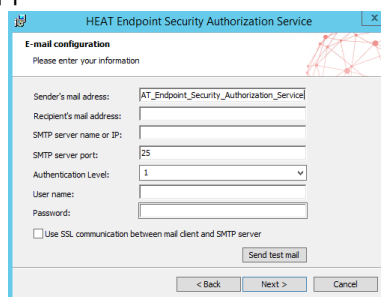 HEAT Endpoint Security Authorization Service
x
E-mail configuration
Please enter your information
Sender's mail adress: AT_Endpoint_Security_Authorization_Service
Recipient's mail address:
SMTP server name or IP:
SMTP server port: 25
Authentication Level: 1
User name:
Password:
Use SSL communication between mail client and SMTP server
Send test mail
< Back Next > Cancel